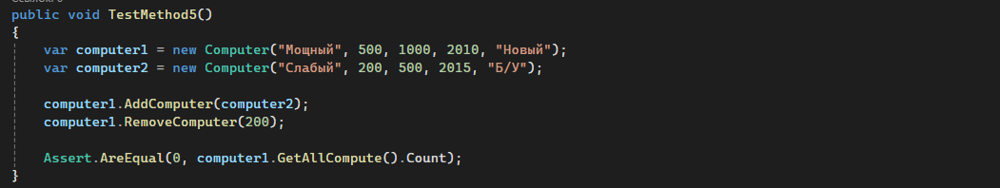 public void TestMethod5()
{
var computer1 = new Computer("Мощный", 500, 1000, 2010, "Новый");
var computer2 = new Computer("Слабый", 200, 500, 2015, "Б/У");
computer1.AddComputer(computer2);
computer1.RemoveComputer(200);
Assert.AreEqual(0, computer1.GetAllCompute().Count);
}